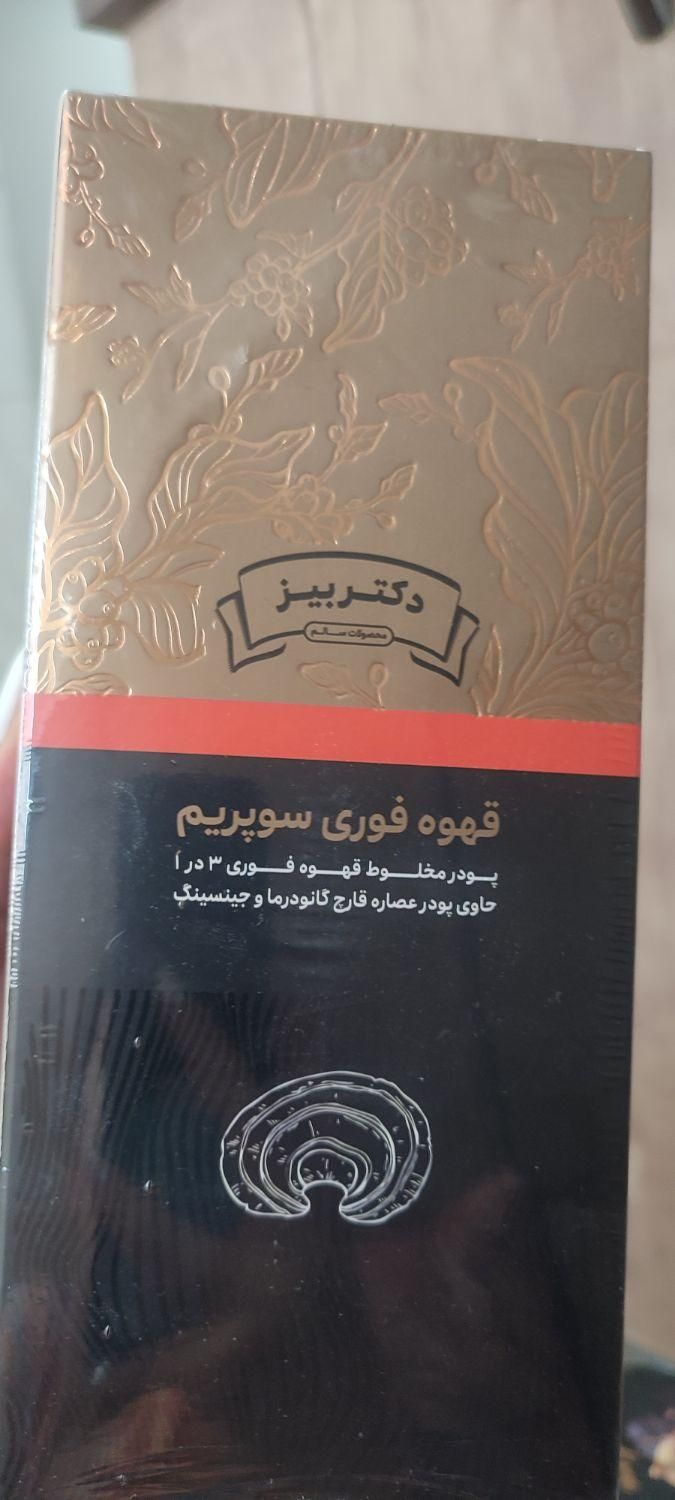 دکتر بیز
محصولات سالم
قهوه فوری سوپریم
پودر مخلوط قهوه فوری ۳ در ۱
حاوی پودر عصاره قارچ گانودرما و جینسینگ